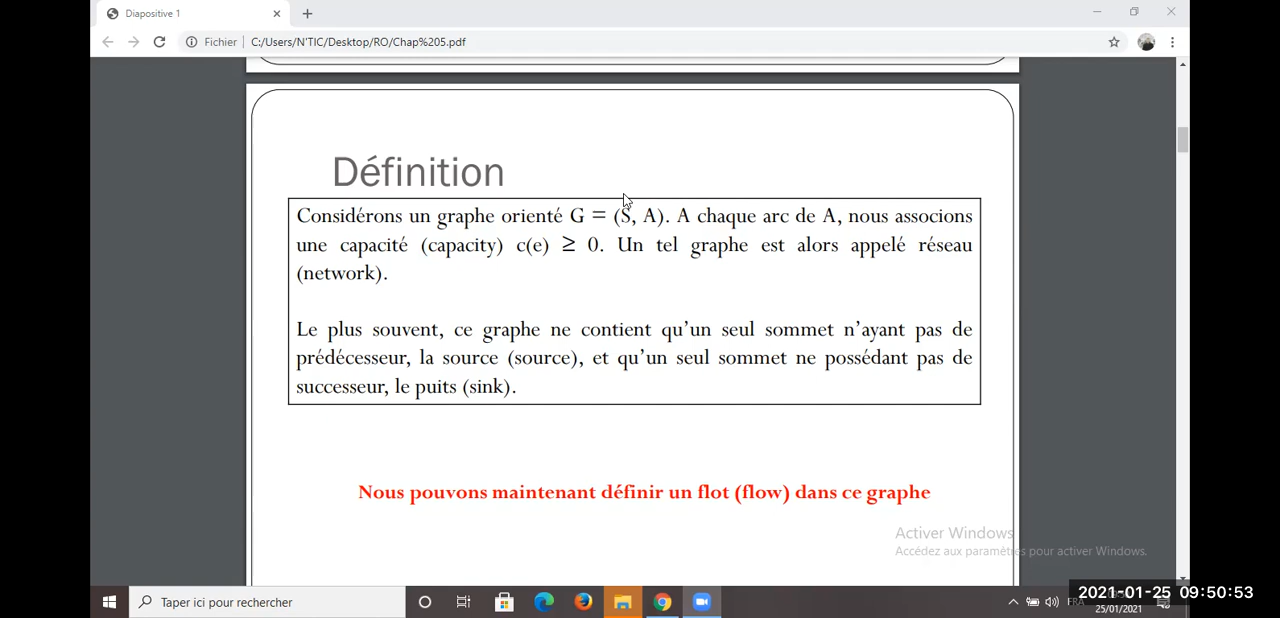 Diapositive 1
Fichier
C:/Users/N'TIC/Desktop/RO/Chap%205.pdf
Définition
Considérons un graphe orienté G = (S, A). A chaque arc de A, nous associons
une capacité (capacity) c(e) ≥ 0. Un tel graphe est alors appelé réseau
(network).
Le plus souvent, ce graphe ne contient qu'un seul sommet n'ayant pas de
prédécesseur, la source (source), et qu'un seul sommet ne possédant pas de
successeur, le puits (sink).
Nous pouvons maintenant définir un flot (flow) dans ce graphe
Activer Windows
Accédez aux paramètres pour activer Windows.
Taper ici pour rechercher
FRA
2021-01-25 09:50:53
25/01/2021